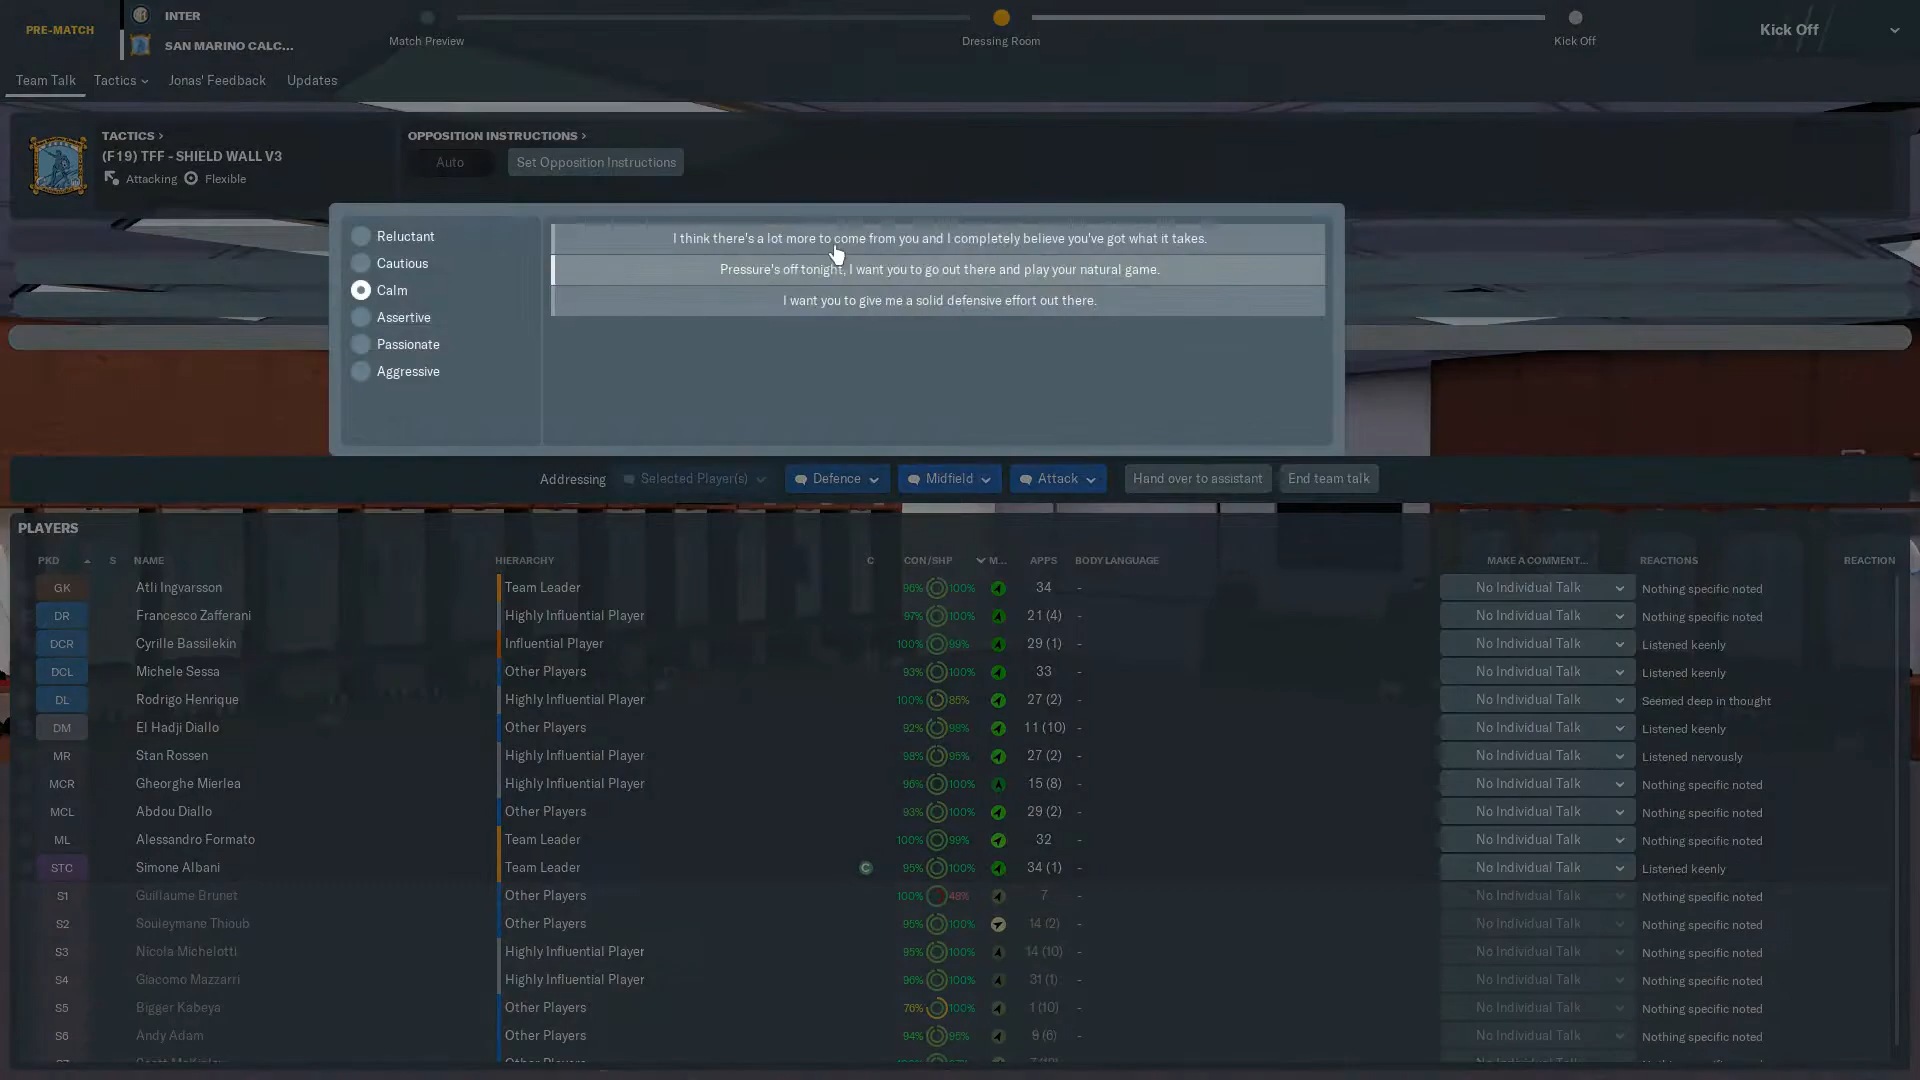 PRE-MATCH
INTER
SAN MARINO CALC...
Match Preview
Dressing Room
Kick Off
Kick Off
Team Talk
Tactics
Jonas' Feedback
Updates
TACTICS >
(F19) TFF - SHIELD WALL V3
Attacking
Flexible
OPPOSITION INSTRUCTIONS >
Auto
Set Opposition Instructions
Reluctant
Cautious
Calm
Assertive
Passionate
Aggressive
I think there's a lot more to come from you and I completely believe you've got what it takes.
Pressure's off tonight, I want you to go out there and play your natural game.
I want you to give me a solid defensive effort out there.
Addressing Selected Player(s) Defence Midfield Attack Hand over to assistant End team talk
PLAYERS
PKD S NAME HIERARCHY C CON/SHP M... APPS BODY LANGUAGE MAKE A COMMENT... REACTIONS REACTION
GK Atli Ingvarsson Team Leader 96% 100% 34 - No Individual Talk Nothing specific noted
DR Francesco Zafferani Highly Influential Player 97% 100% 21 (4) - No Individual Talk Nothing specific noted
DCR Cyrille Bassilekin Influential Player 100% 99% 29 (1) - No Individual Talk Listened keenly
DCL Michele Sessa Other Players 93% 100% 33 - No Individual Talk Listened keenly
DL Rodrigo Henrique Highly Influential Player 100% 85% 27 (2) - No Individual Talk Seemed deep in thought
DM El Hadji Diallo Other Players 92% 98% 11 (10) - No Individual Talk Listened keenly
MR Stan Rossen Highly Influential Player 98% 95% 27 (2) - No Individual Talk Listened nervously
MCR Gheorghe Mierlea Highly Influential Player 96% 100% 15 (8) - No Individual Talk Nothing specific noted
MCL Abdou Diallo Other Players 93% 100% 29 (2) - No Individual Talk Nothing specific noted
ML Alessandro Formato Team Leader 100% 99% 32 - No Individual Talk Nothing specific noted
STC Simone Albani Team Leader C 95% 100% 34 (1) - No Individual Talk Listened keenly
S1 Guillaume Brunet Other Players 100% 48% 7 - No Individual Talk Nothing specific noted
S2 Souleymane Thioub Other Players 95% 100% 14 (2) - No Individual Talk Nothing specific noted
S3 Nicola Michelotti Highly Influential Player 95% 100% 14 (10) - No Individual Talk Nothing specific noted
S4 Giacomo Mazzarri Highly Influential Player 96% 100% 31 (1) - No Individual Talk Nothing specific noted
S5 Bigger Kabeya Other Players 76% 100% 1 (10) - No Individual Talk Nothing specific noted
S6 Andy Adam Other Players 94% 95% 9 (6) - No Individual Talk Nothing specific noted